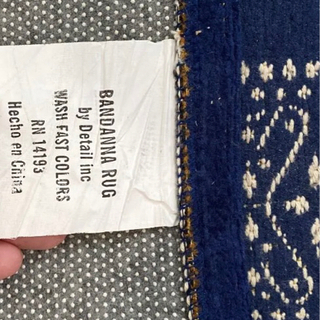 BANDANNA RUG
by Detail Inc
WASH FAST COLORS
RN 14193
Hecho en China